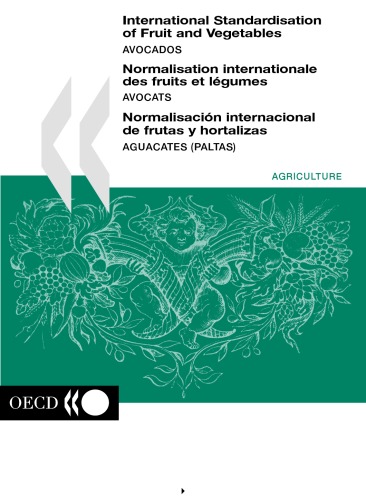 International Standardisation
of Fruit and Vegetables
AVOCADOS
Normalisation internationale
des fruits et légumes
AVOCATS
Normalisación internacional
de frutas y hortalizas
AGUACATES (PALTAS)
AGRICULTURE
OECD